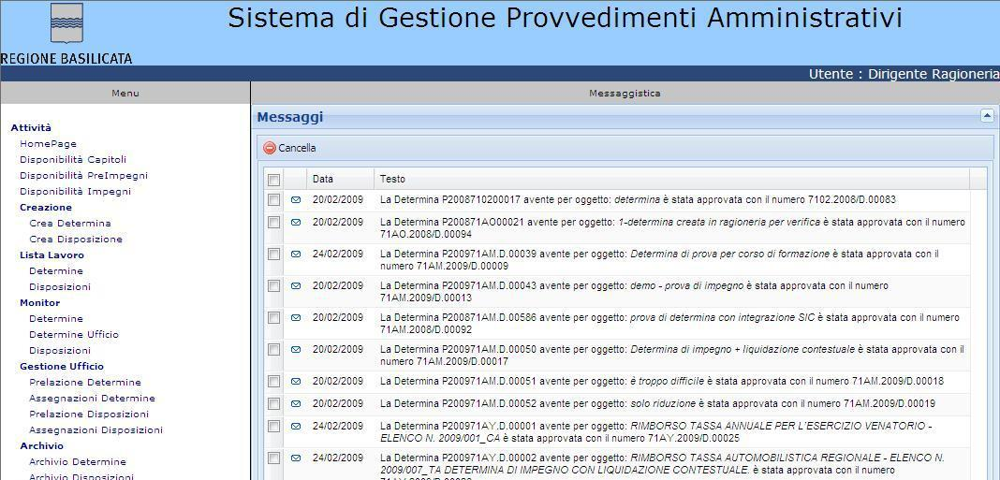 Sistema di Gestione Provvedimenti Amministrativi
REGIONE BASILICATA
Utente : Dirigente Ragioneria
Menu
Attività
HomePage
Disponibilità Capitoli
Disponibilità PreImpegni
Disponibilità Impegni
Creazione
Crea Determina
Crea Disposizione
Lista Lavoro
Determine
Disposizioni
Monitor
Determine
Determine Ufficio
Disposizioni
Gestione Ufficio
Prelazione Determine
Assegnazioni Determine
Prelazione Disposizioni
Assegnazioni Disposizioni
Archivio
Archivio Determine
Archivio Disposizioni
Messaggistica
Messaggi
Cancella
Data Testo
20/02/2009 La Determina P2008710200017 avente per oggetto: determina è stata approvata con il numero 7102.2008/D.00083
20/02/2009 La Determina P200871AO00021 avente per oggetto: 1-determina creata in ragioneria per verifica è stata approvata con il numero
71AO.2008/D.00094
24/02/2009 La Determina P200971AM.D.00039 avente per oggetto: Determina di prova per corso di formazione è stata approvata con il
numero 71AM.2009/D.00009
20/02/2009 La Determina P200971AM.D.00043 avente per oggetto: demo - prova di impegno è stata approvata con il numero
71AM.2009/D.00013
20/02/2009 La Determina P200871AM.D.00586 avente per oggetto: prova di determina con integrazione SIC è stata approvata con il numero
71AM.2008/D.00092
20/02/2009 La Determina P200971AM.D.00050 avente per oggetto: Determina di impegno + liquidazione contestuale è stata approvata con il
numero 71AM.2009/D.00017
20/02/2009 La Determina P200971AM.D.00051 avente per oggetto: è troppo difficile è stata approvata con il numero 71AM.2009/D.00018
20/02/2009 La Determina P200971AM.D.00052 avente per oggetto: solo riduzione è stata approvata con il numero 71AM.2009/D.00019
24/02/2009 La Determina P200971AY.D.00001 avente per oggetto: RIMBORSO TASSA ANNUALE PER L'ESERCIZIO VENATORIO -
ELENCO N. 2009/001_CA è stata approvata con il numero 71AY.2009/D.00025
24/02/2009 La Determina P200971AY.D.00002 avente per oggetto: RIMBORSO TASSA AUTOMOBILISTICA REGIONALE - ELENCO N.
2009/007_TA DETERMINA DI IMPEGNO CON LIQUIDAZIONE CONTESTUALE. è stata approvata con il numero